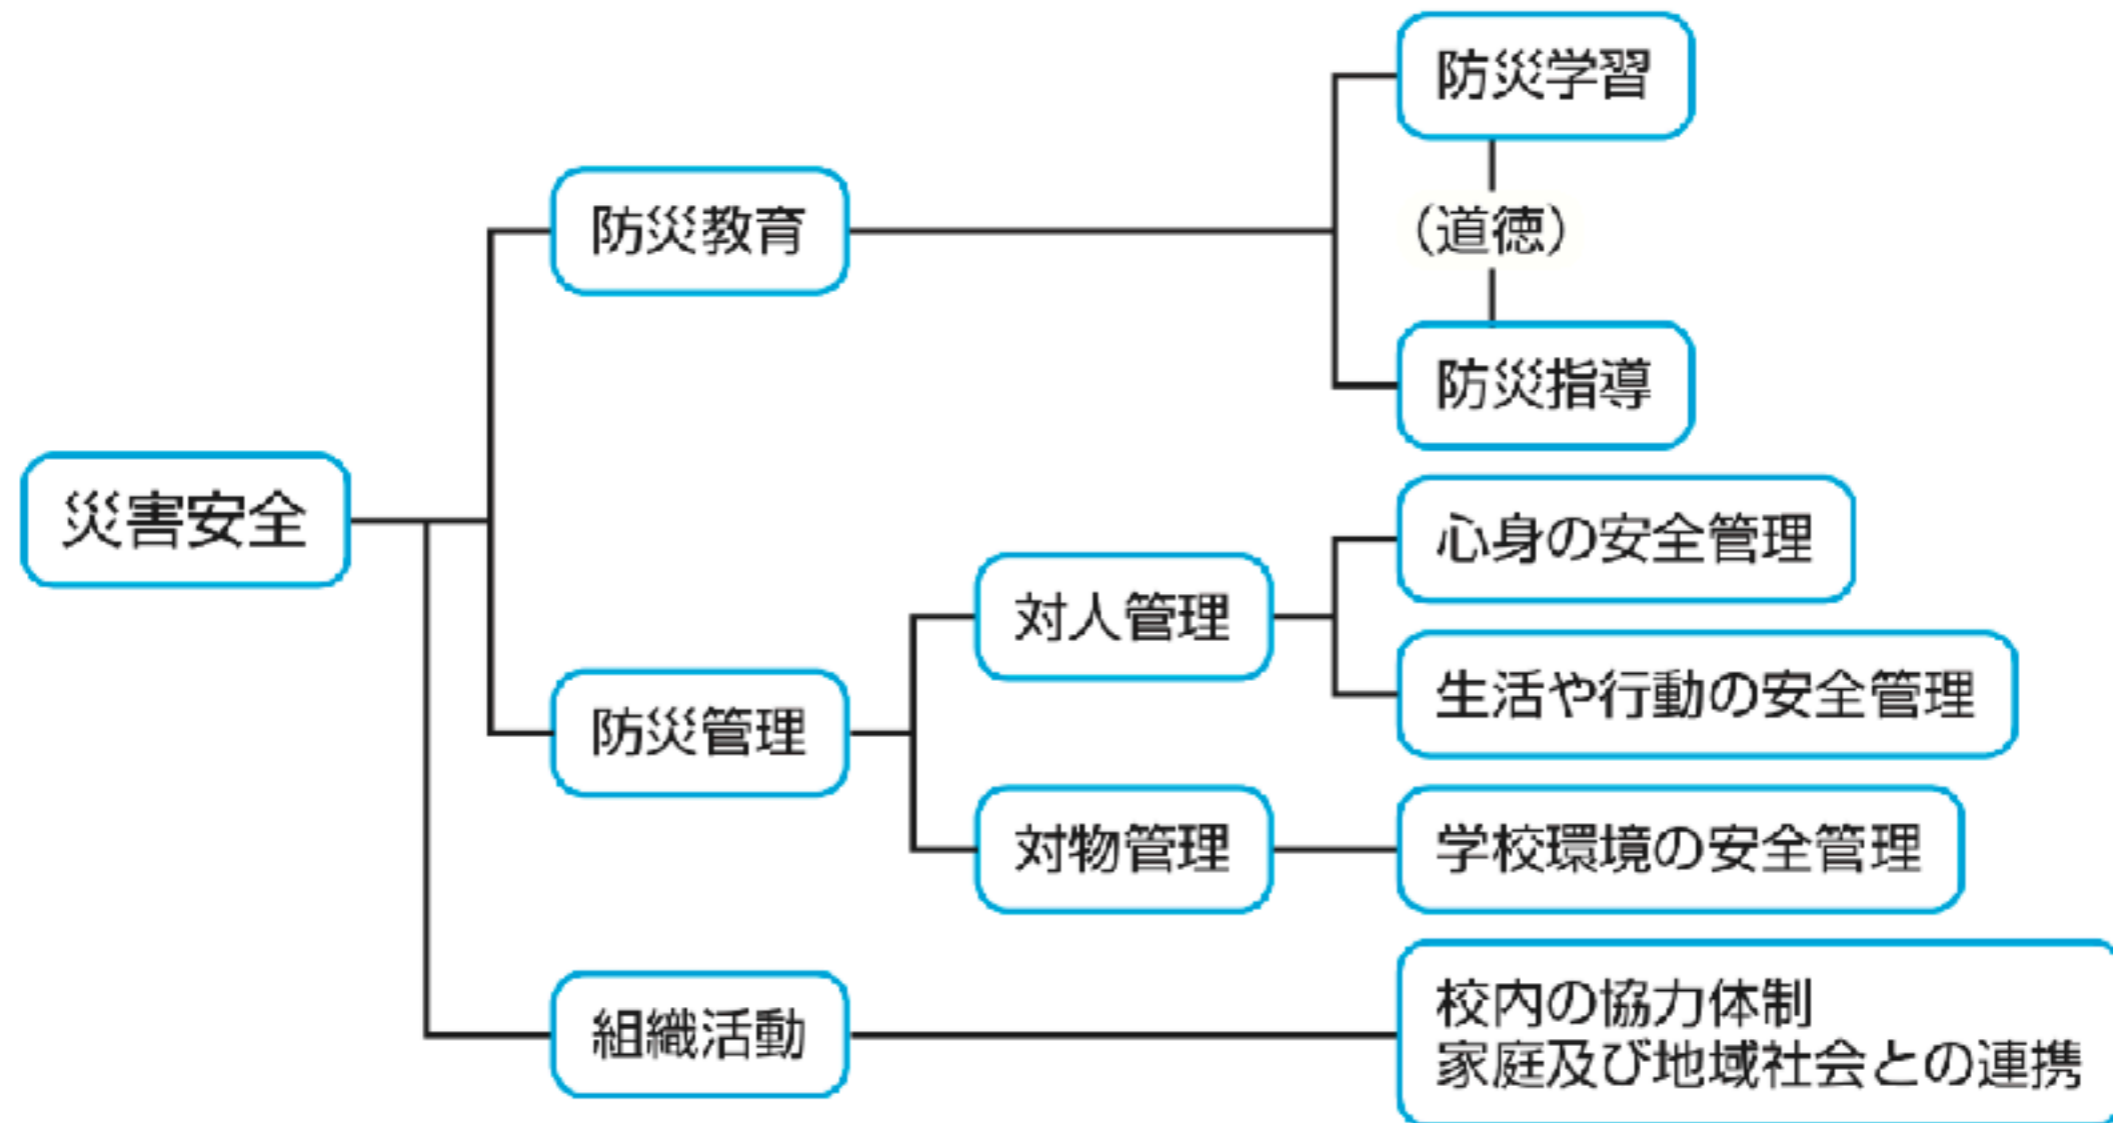 防災学習
防災教育
（道徳）
防災指導
災害安全
心身の安全管理
対人管理
生活や行動の安全管理
防災管理
対物管理
学校環境の安全管理
組織活動
校内の協力体制
家庭及び地域社会との連携